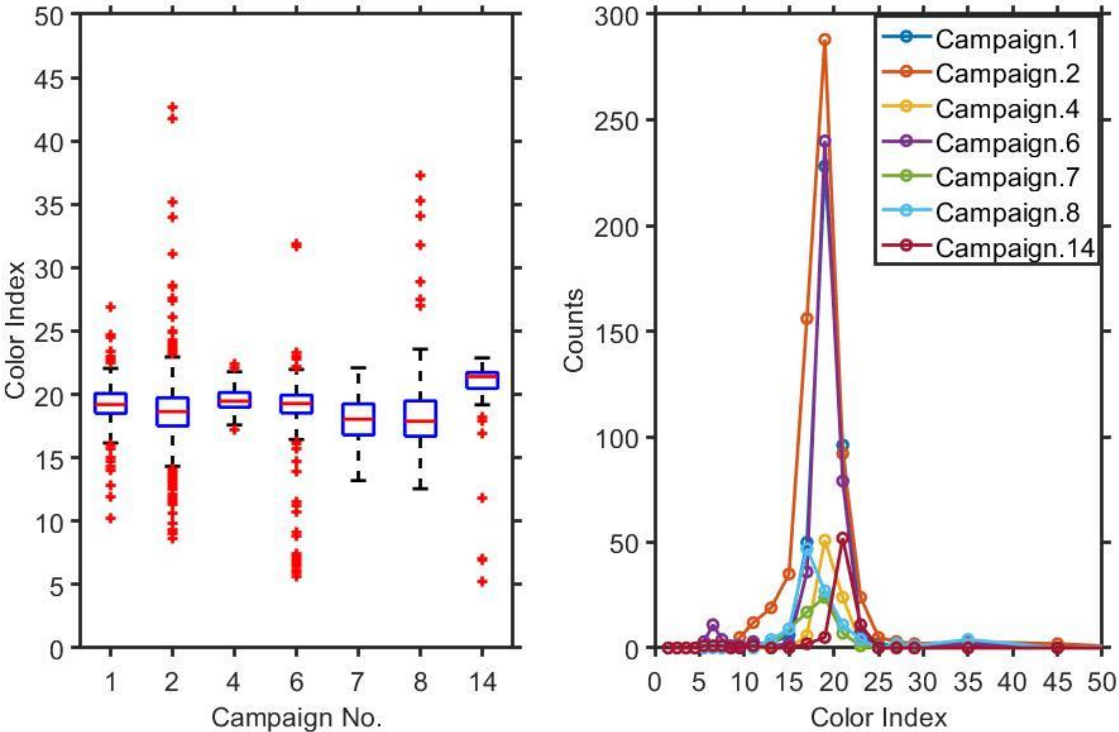 50
45
40
35
30
25
20
15
10
5
0
Color Index
1 2 4 6 7 8 14
Campaign No.
300
250
200
150
100
50
0
Counts
Campaign.1
Campaign.2
Campaign.4
Campaign.6
Campaign.7
Campaign.8
Campaign.14
0 5 10 15 20 25 30 35 40 45 50
Color Index